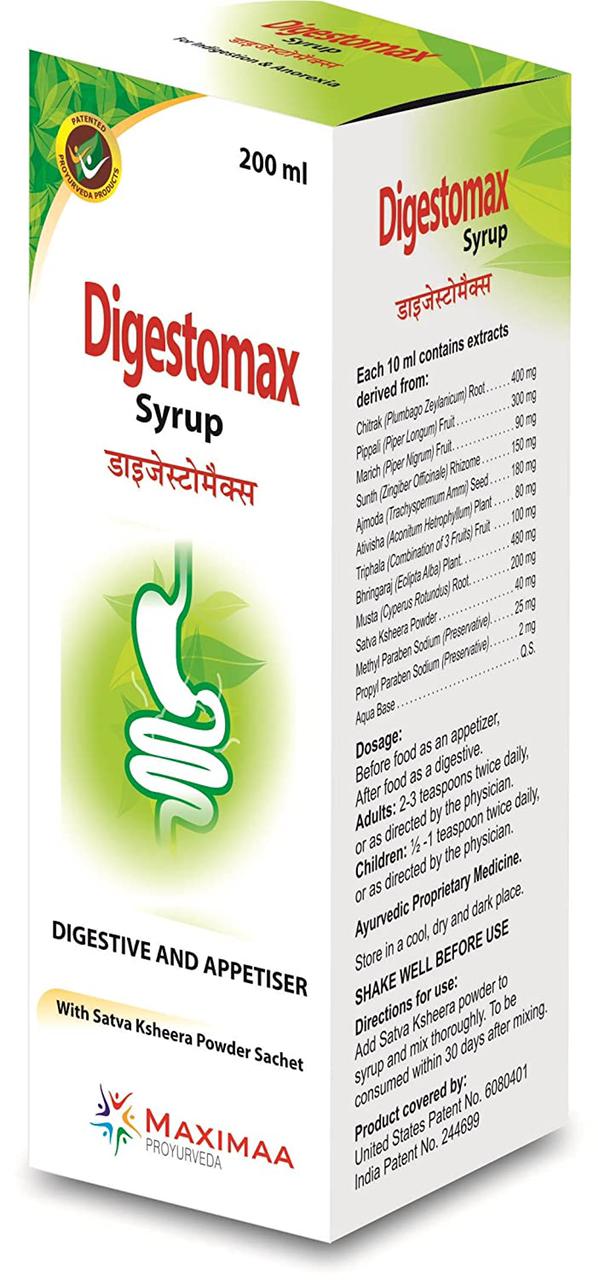 Digestomax
Syrup
डाइजेस्टोमैक्स
For Indigestion & Anorexia
PATENTED
PROYURVEDA PRODUCTS
200 ml
Digestomax
Syrup
डाइजेस्टोमैक्स
DIGESTIVE AND APPETISER
With Satva Ksheera Powder Sachet
MAXIMAA
PROYURVEDA
Digestomax
Syrup
डाइजेस्टोमैक्स
Each 10 ml contains extracts
derived from:
Chitrak (Plumbago Zeylanicum) Root ...... 400 mg
Pippali (Piper Longum) Fruit .............. 300 mg
Marich (Piper Nigrum) Fruit ............... 90 mg
Sunth (Zingiber Officinale) Rhizome ....... 150 mg
Ajmoda (Trachyspermum Ammi) Seed ...... 180 mg
Ativisha (Aconitum Hetrophyllum) Plant .... 80 mg
Triphala (Combination of 3 Fruits) Fruit .... 100 mg
Bhringaraj (Eclipta Alba) Plant ............ 480 mg
Musta (Cyperus Rotundus) Root .......... 200 mg
Satva Ksheera Powder .................. 40 mg
Methyl Paraben Sodium (Preservative) ...... 25 mg
Propyl Paraben Sodium (Preservative) ...... 2 mg
Aqua Base ............................ Q.S.
Dosage:
Before food as an appetizer,
After food as a digestive.
Adults: 2-3 teaspoons twice daily,
or as directed by the physician.
Children: ½ -1 teaspoon twice daily,
or as directed by the physician.
Ayurvedic Proprietary Medicine.
Store in a cool, dry and dark place.
SHAKE WELL BEFORE USE
Directions for use:
Add Satva Ksheera powder to
syrup and mix thoroughly. To be
consumed within 30 days after mixing.
Product covered by:
United States Patent No. 6080401
India Patent No. 244699